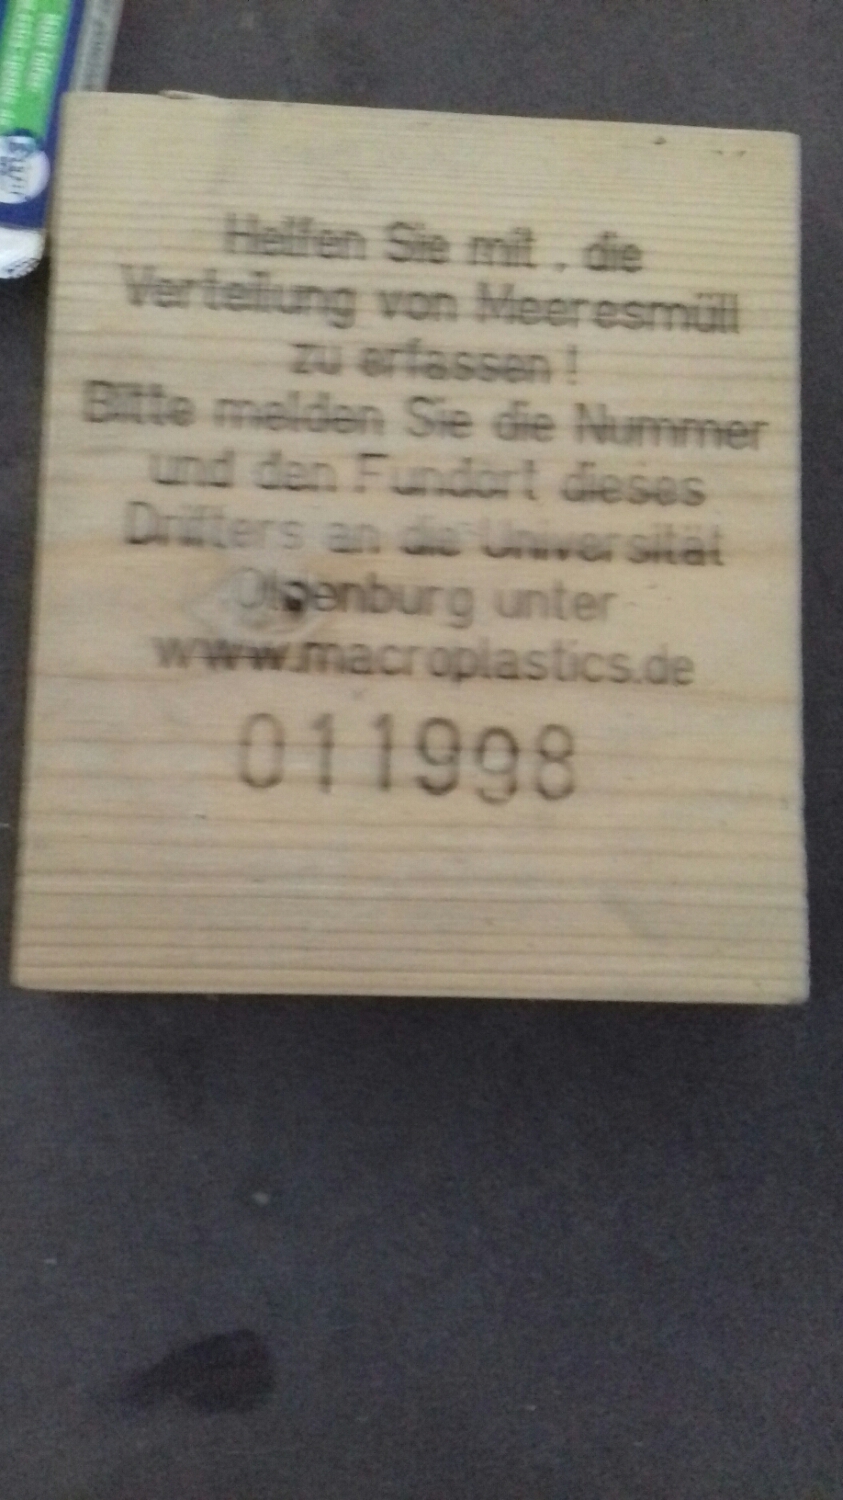 Helfen Sie mit , die
Verteilung von Meeresmüll
zu erfassen !
Bitte melden Sie die Nummer
und den Fundort dieses
Drifters an die Universität
Oldenburg unter
www.macroplastics.de
011998